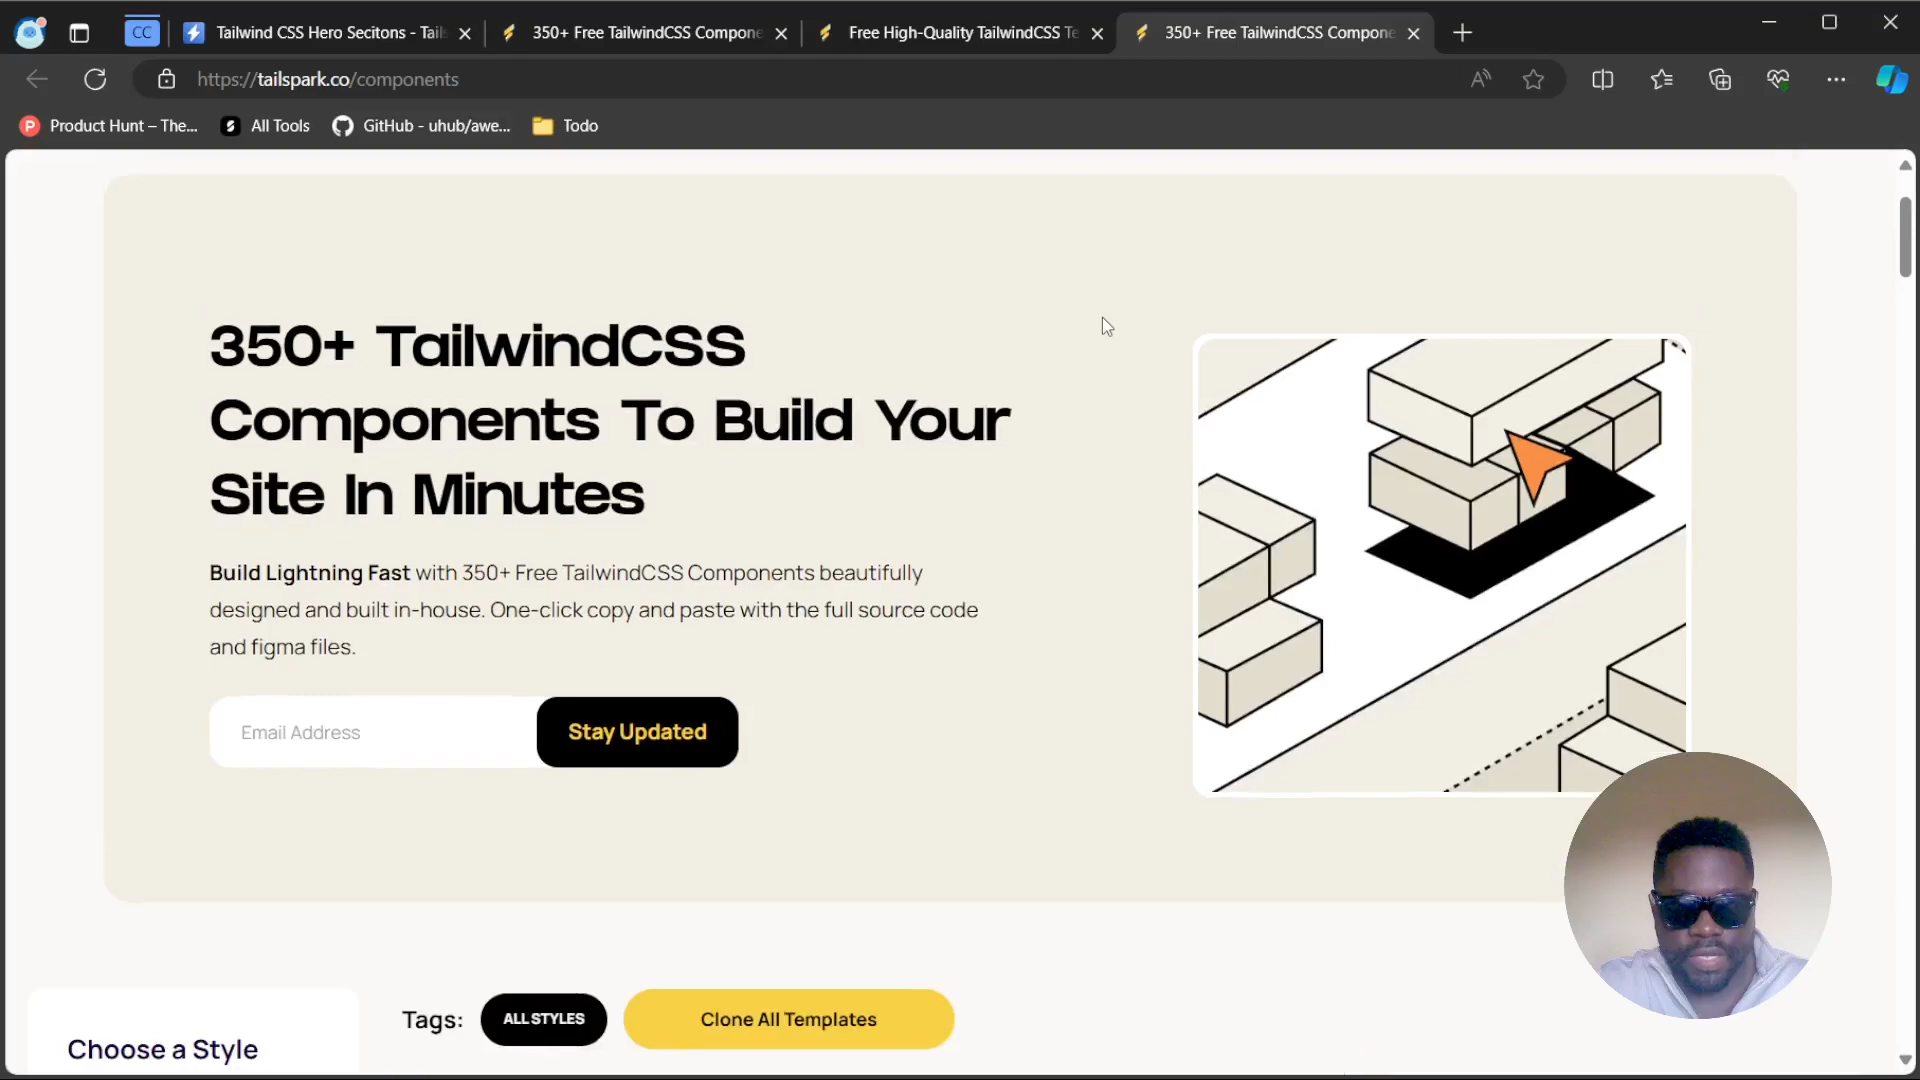 CC
Tailwind CSS Hero Secitons - Tail
350+ Free TailwindCSS Compone
Free High-Quality TailwindCSS Te
350+ Free TailwindCSS Compone
https://tailspark.co/components
Product Hunt – The...
All Tools
GitHub - uhub/awe...
Todo
350+ TailwindCSS
Components To Build Your
Site In Minutes
Build Lightning Fast with 350+ Free TailwindCSS Components beautifully
designed and built in-house. One-click copy and paste with the full source code
and figma files.
Email Address
Stay Updated
Tags:
ALL STYLES
Clone All Templates
Choose a Style